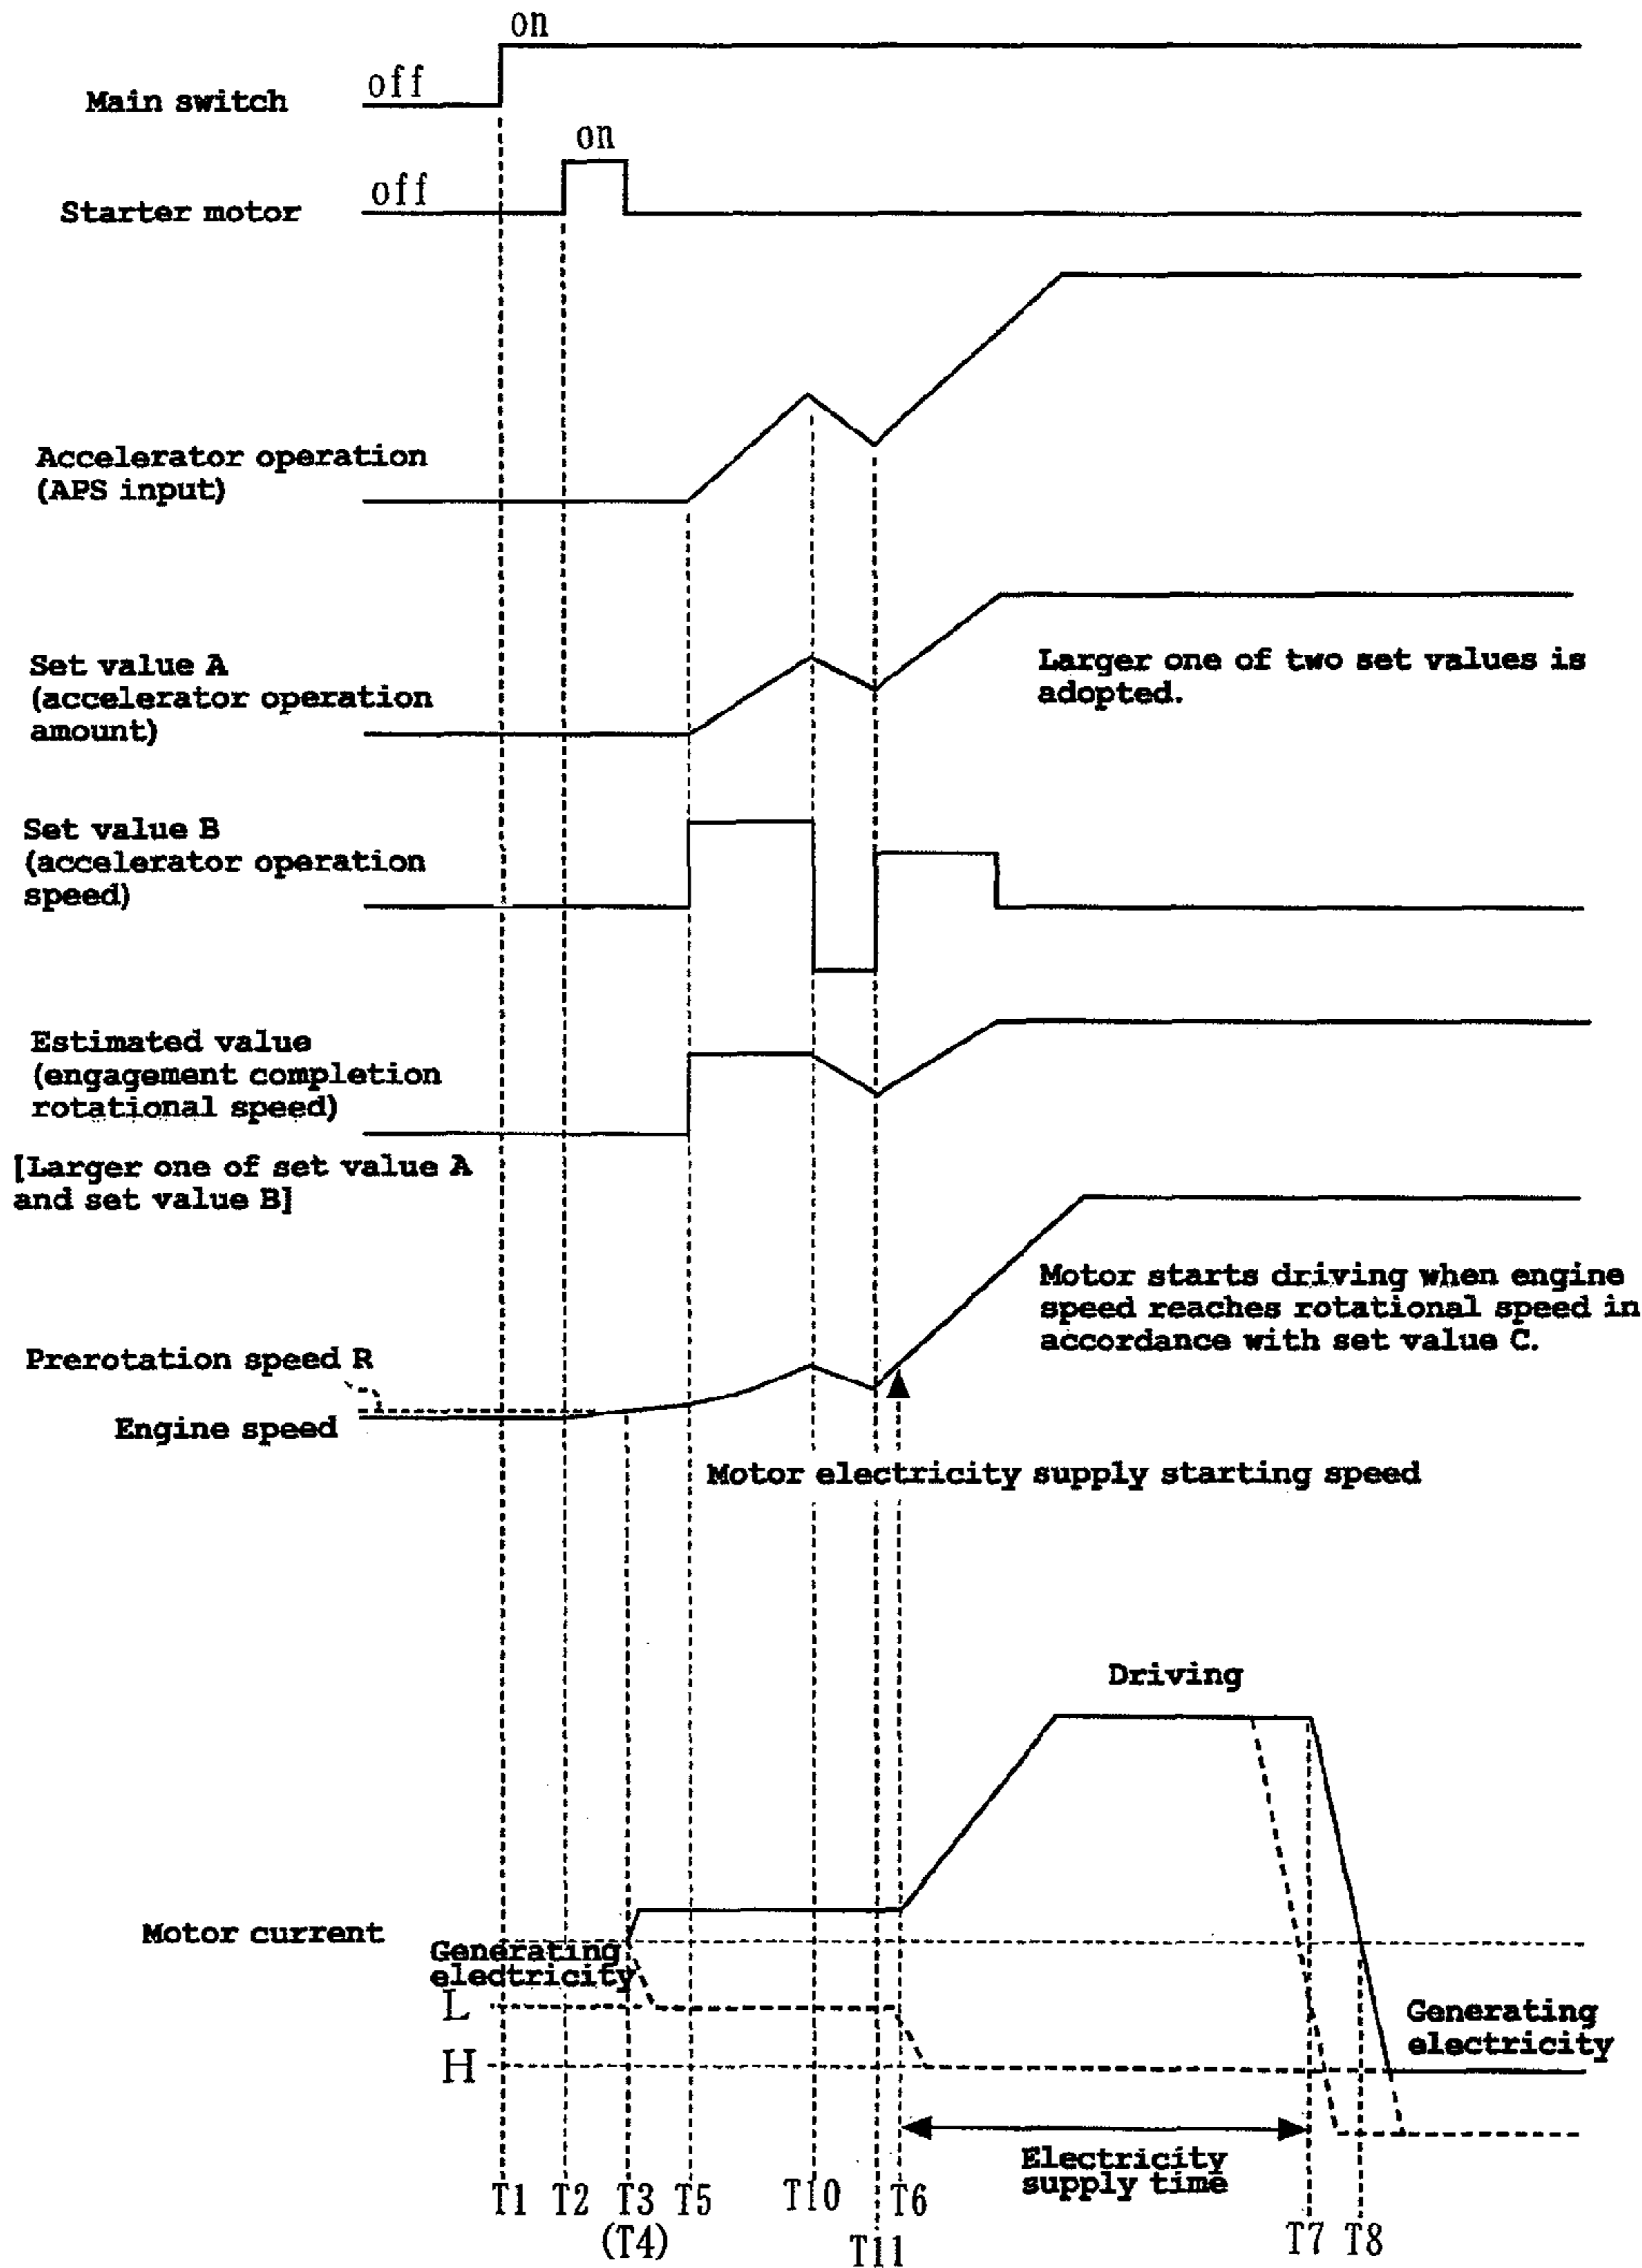 on
off
Main switch
on
off
Starter motor
Accelerator operation
(APS input)
Set value A
(accelerator operation
amount)
Larger one of two set values is
adopted.
Set value B
(accelerator operation
speed)
Estimated value
(engagement completion
rotational speed)
[Larger one of set value A
and set value B]
Motor starts driving when engine
speed reaches rotational speed in
accordance with set value C.
Prerotation speed R
Engine speed
Motor electricity supply starting speed
Driving
Motor current
Generating
electricity
L
H
Generating
electricity
Electricity
supply time
T1 T2 T3 T5 T10 T6
(T4) T11 T7 T8